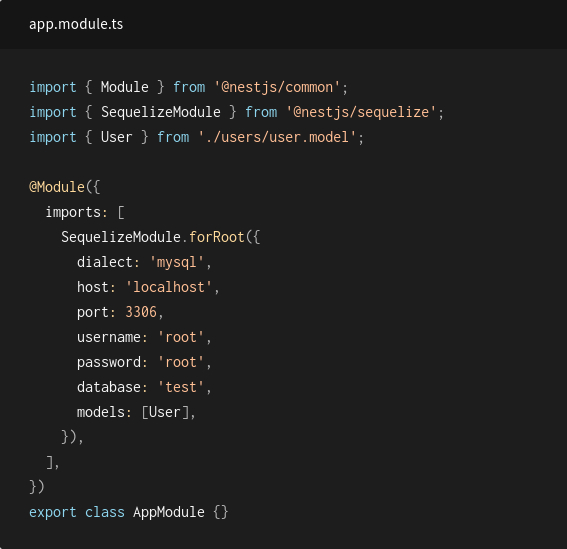 app.module.ts
import { Module } from '@nestjs/common';
import { SequelizeModule } from '@nestjs/sequelize';
import { User } from './users/user.model';

@Module({
  imports: [
    SequelizeModule.forRoot({
      dialect: 'mysql',
      host: 'localhost',
      port: 3306,
      username: 'root',
      password: 'root',
      database: 'test',
      models: [User],
    }),
  ],
})
export class AppModule {}